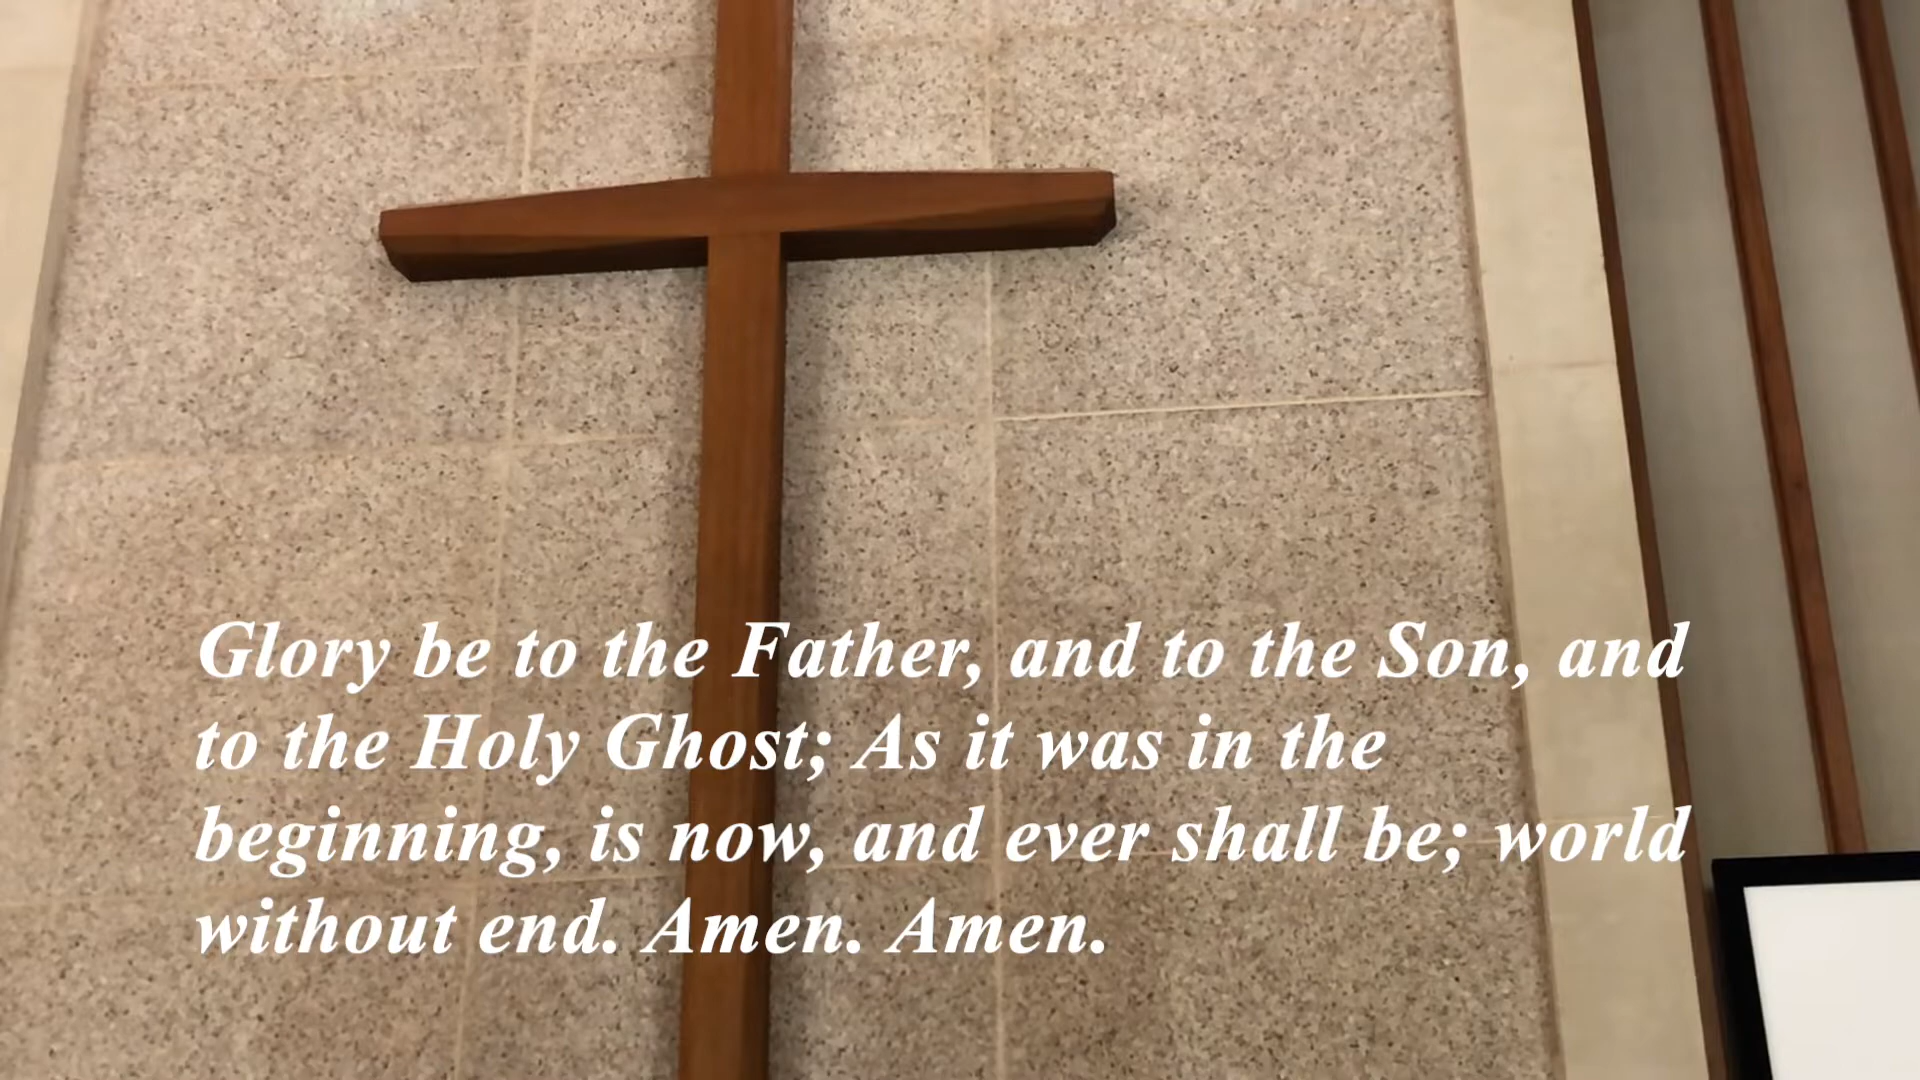 Glory be to the Father, and to the Son, and
to the Holy Ghost; As it was in the
beginning, is now, and ever shall be; world
without end. Amen. Amen.